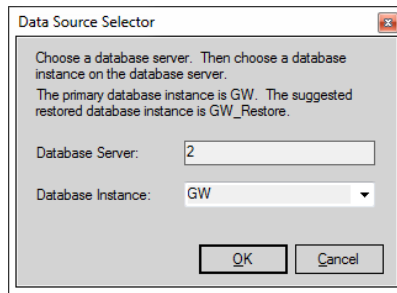 Data Source Selector
Choose a database server.  Then choose a database
instance on the database server.
The primary database instance is GW.  The suggested
restored database instance is GW_Restore.
Database Server:
2
Database Instance:
GW
OK
Cancel